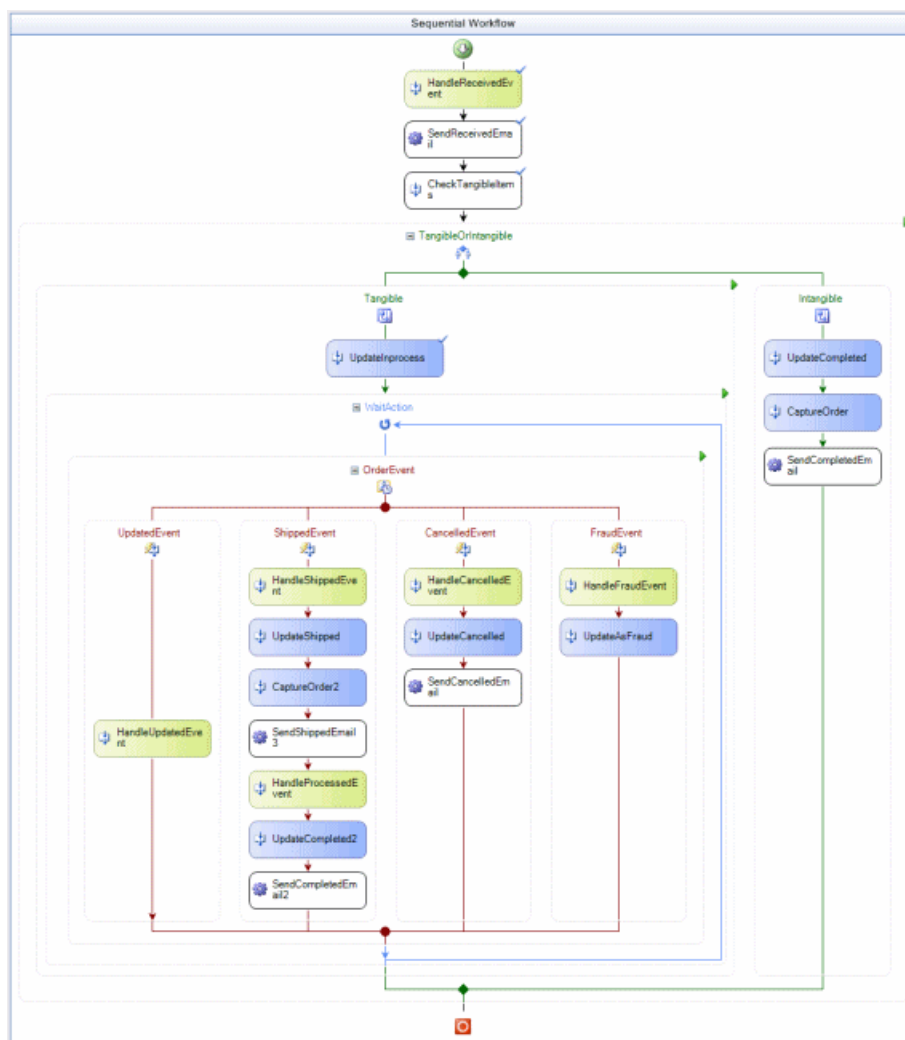 Sequential Workflow
HandleReceivedEv
ent
SendReceivedEma
il
CheckTangibleItem
s
TangibleOrIntangible
Tangible
Intangible
UpdateInprocess
UpdateCompleted
WaitAction
CaptureOrder
SendCompletedEm
ail
OrderEvent
UpdatedEvent
ShippedEvent
CancelledEvent
FraudEvent
HandleShippedEve
nt
HandleCancelledE
vent
HandleFraudEvent
UpdateShipped
UpdateCancelled
UpdateAsFraud
CaptureOrder2
SendCancelledEm
ail
HandleUpdatedEve
nt
SendShippedEmail
3
HandleProcessedE
vent
UpdateCompleted2
SendCompletedEm
ail2